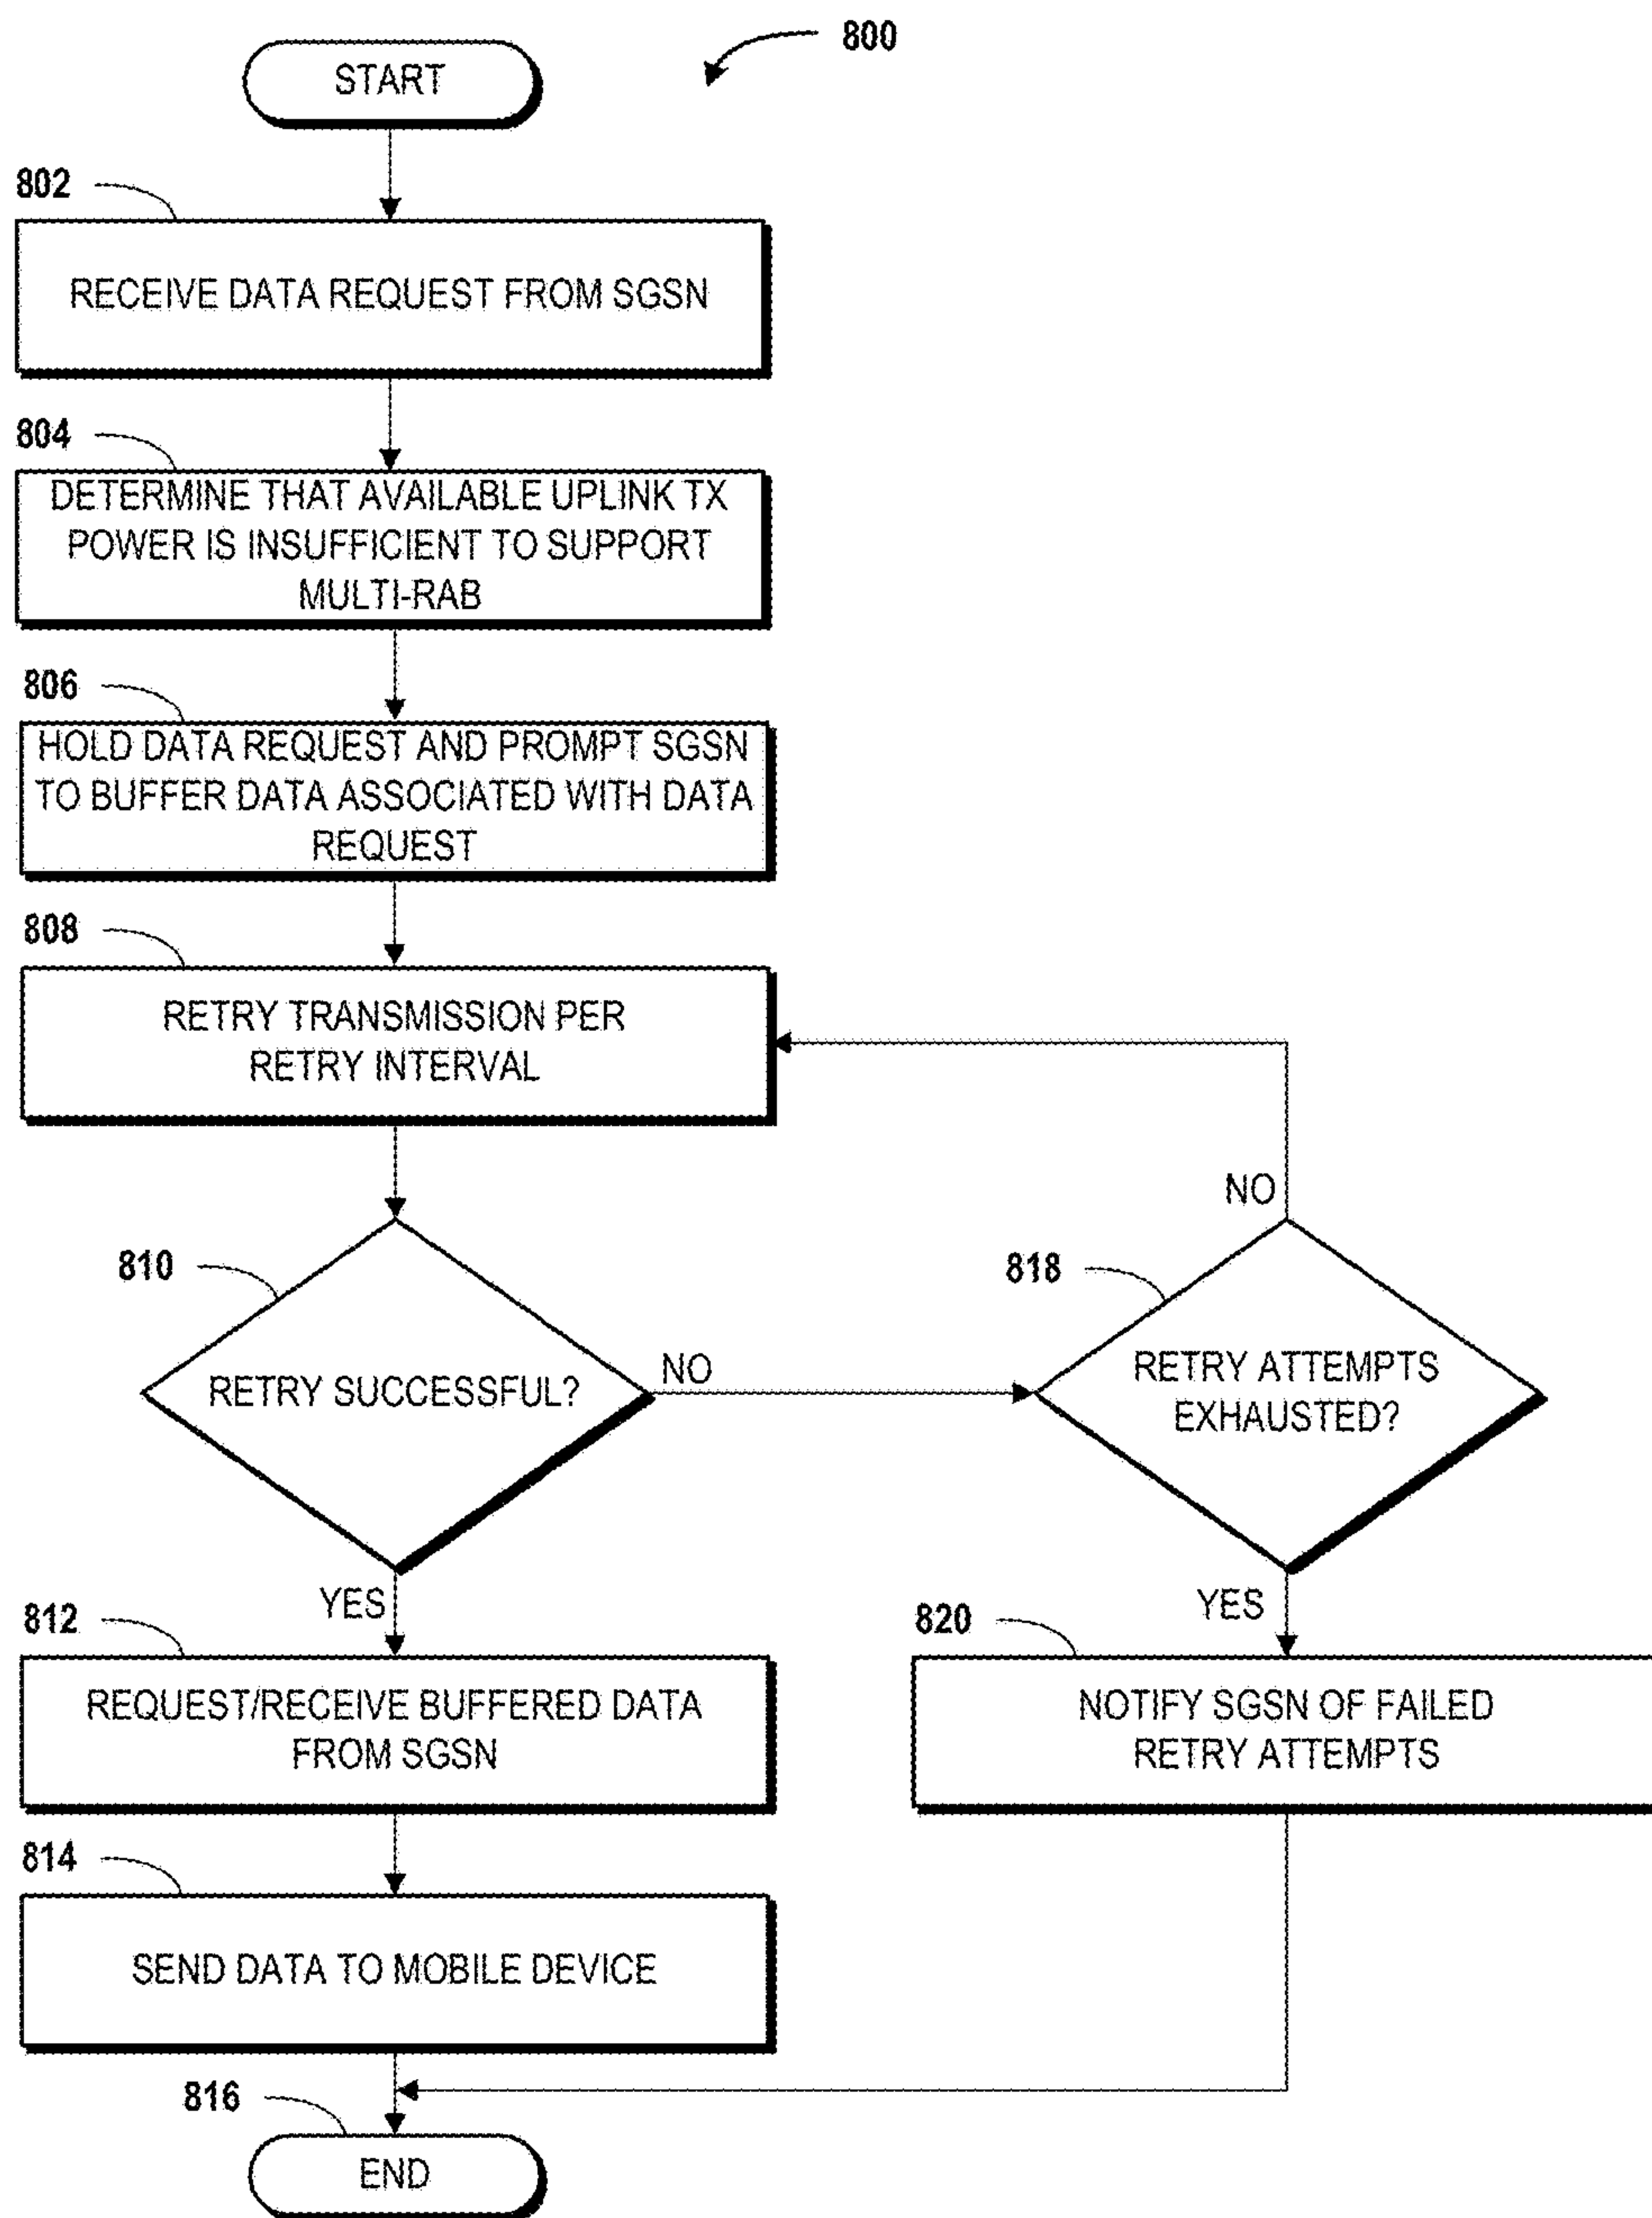 800
START
802
RECEIVE DATA REQUEST FROM SGSN
804
DETERMINE THAT AVAILABLE UPLINK TX
POWER IS INSUFFICIENT TO SUPPORT
MULTI-RAB
806
HOLD DATA REQUEST AND PROMPT SGSN
TO BUFFER DATA ASSOCIATED WITH DATA
REQUEST
808
RETRY TRANSMISSION PER
RETRY INTERVAL
810
RETRY SUCCESSFUL?
NO
818
RETRY ATTEMPTS
EXHAUSTED?
NO
YES
812
REQUEST/RECEIVE BUFFERED DATA
FROM SGSN
YES
820
NOTIFY SGSN OF FAILED
RETRY ATTEMPTS
814
SEND DATA TO MOBILE DEVICE
816
END